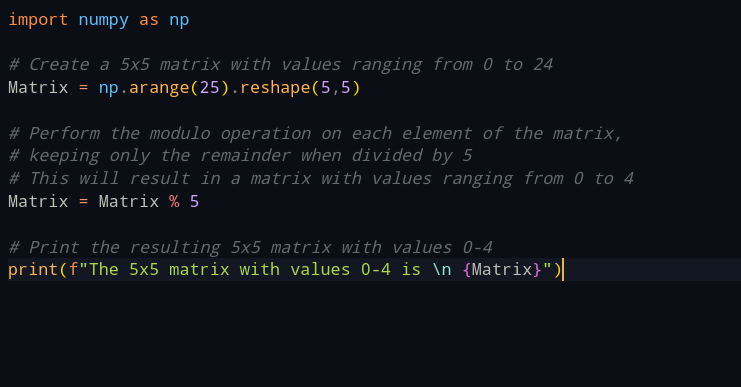 import numpy as np
# Create a 5x5 matrix with values ranging from 0 to 24
Matrix = np.arange(25).reshape(5,5)
# Perform the modulo operation on each element of the matrix,
# keeping only the remainder when divided by 5
# This will result in a matrix with values ranging from 0 to 4
Matrix = Matrix % 5
# Print the resulting 5x5 matrix with values 0-4
print(f"The 5x5 matrix with values 0-4 is \n {Matrix}")